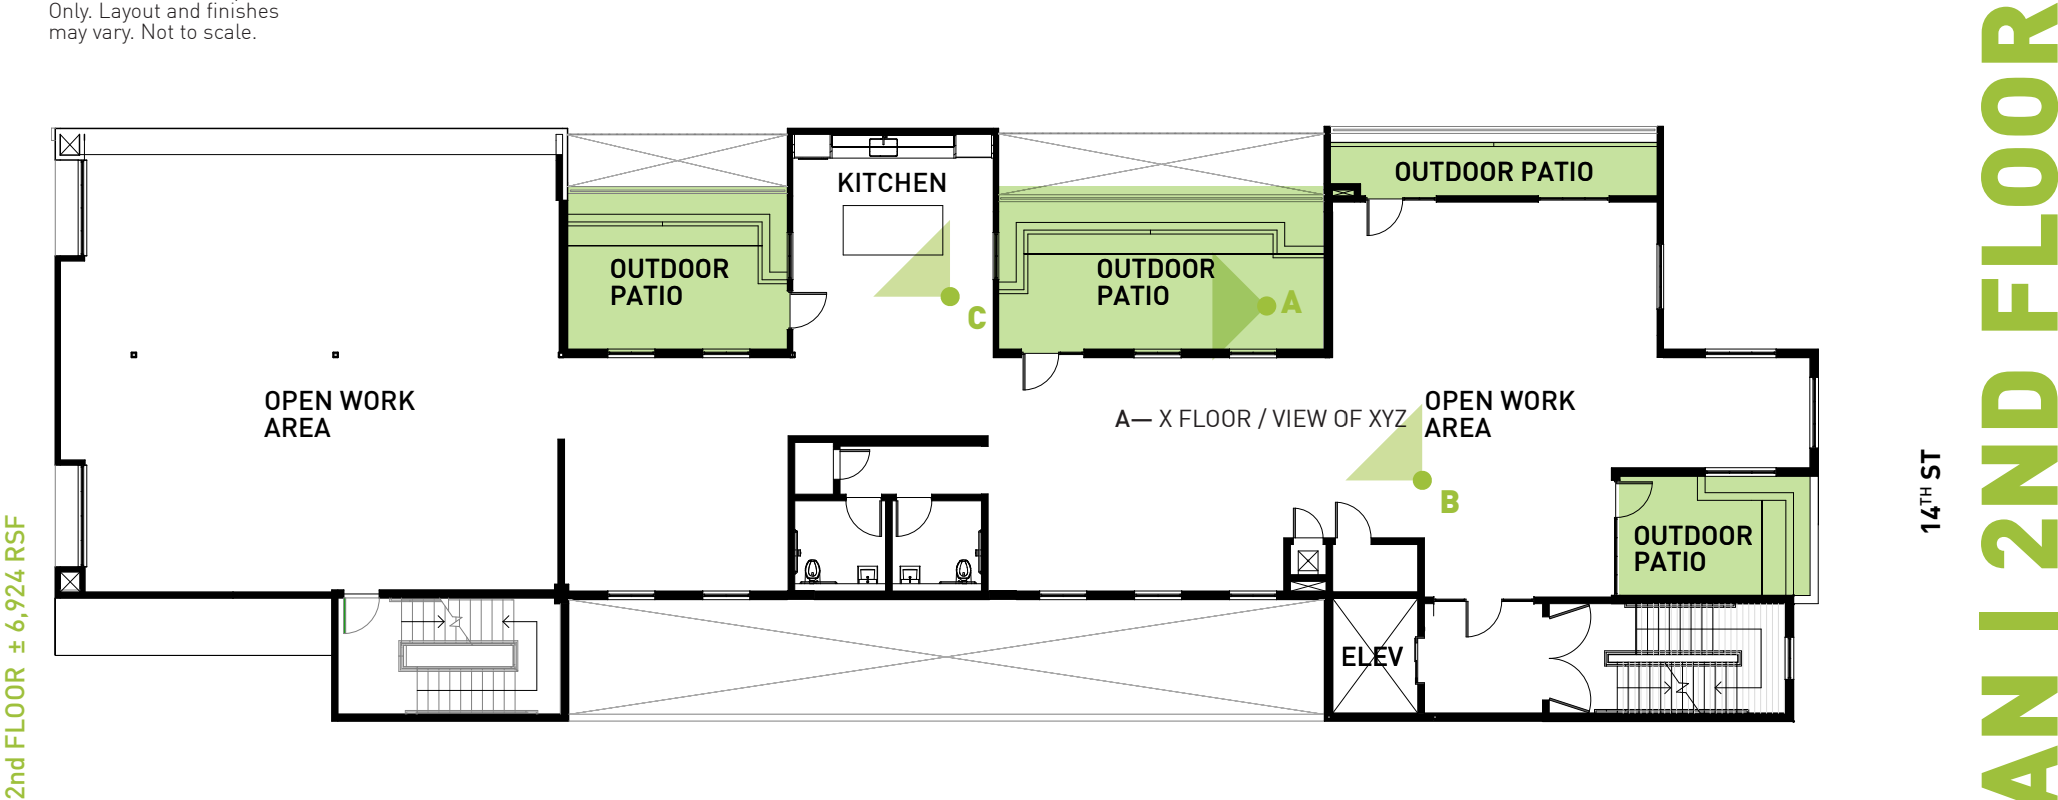 Only. Layout and finishes
may vary. Not to scale.
KITCHEN
OUTDOOR PATIO
OUTDOOR
PATIO
C
OUTDOOR
PATIO
A
OPEN WORK
AREA
A— X FLOOR / VIEW OF XYZ
OPEN WORK
AREA
B
OUTDOOR
PATIO
ELEV
2nd FLOOR ± 6,924 RSF
14TH ST
AN | 2ND FLOOR